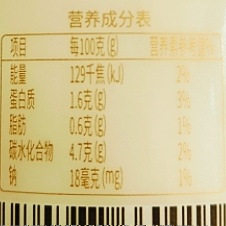 营养成分表
项目 每100克(g) 营养素参考值%
能量 129千焦(kJ) 2%
蛋白质 1.6克(g) 3%
脂肪 0.6克(g) 1%
碳水化合物 4.7克(g) 2%
钠 18毫克(mg) 1%